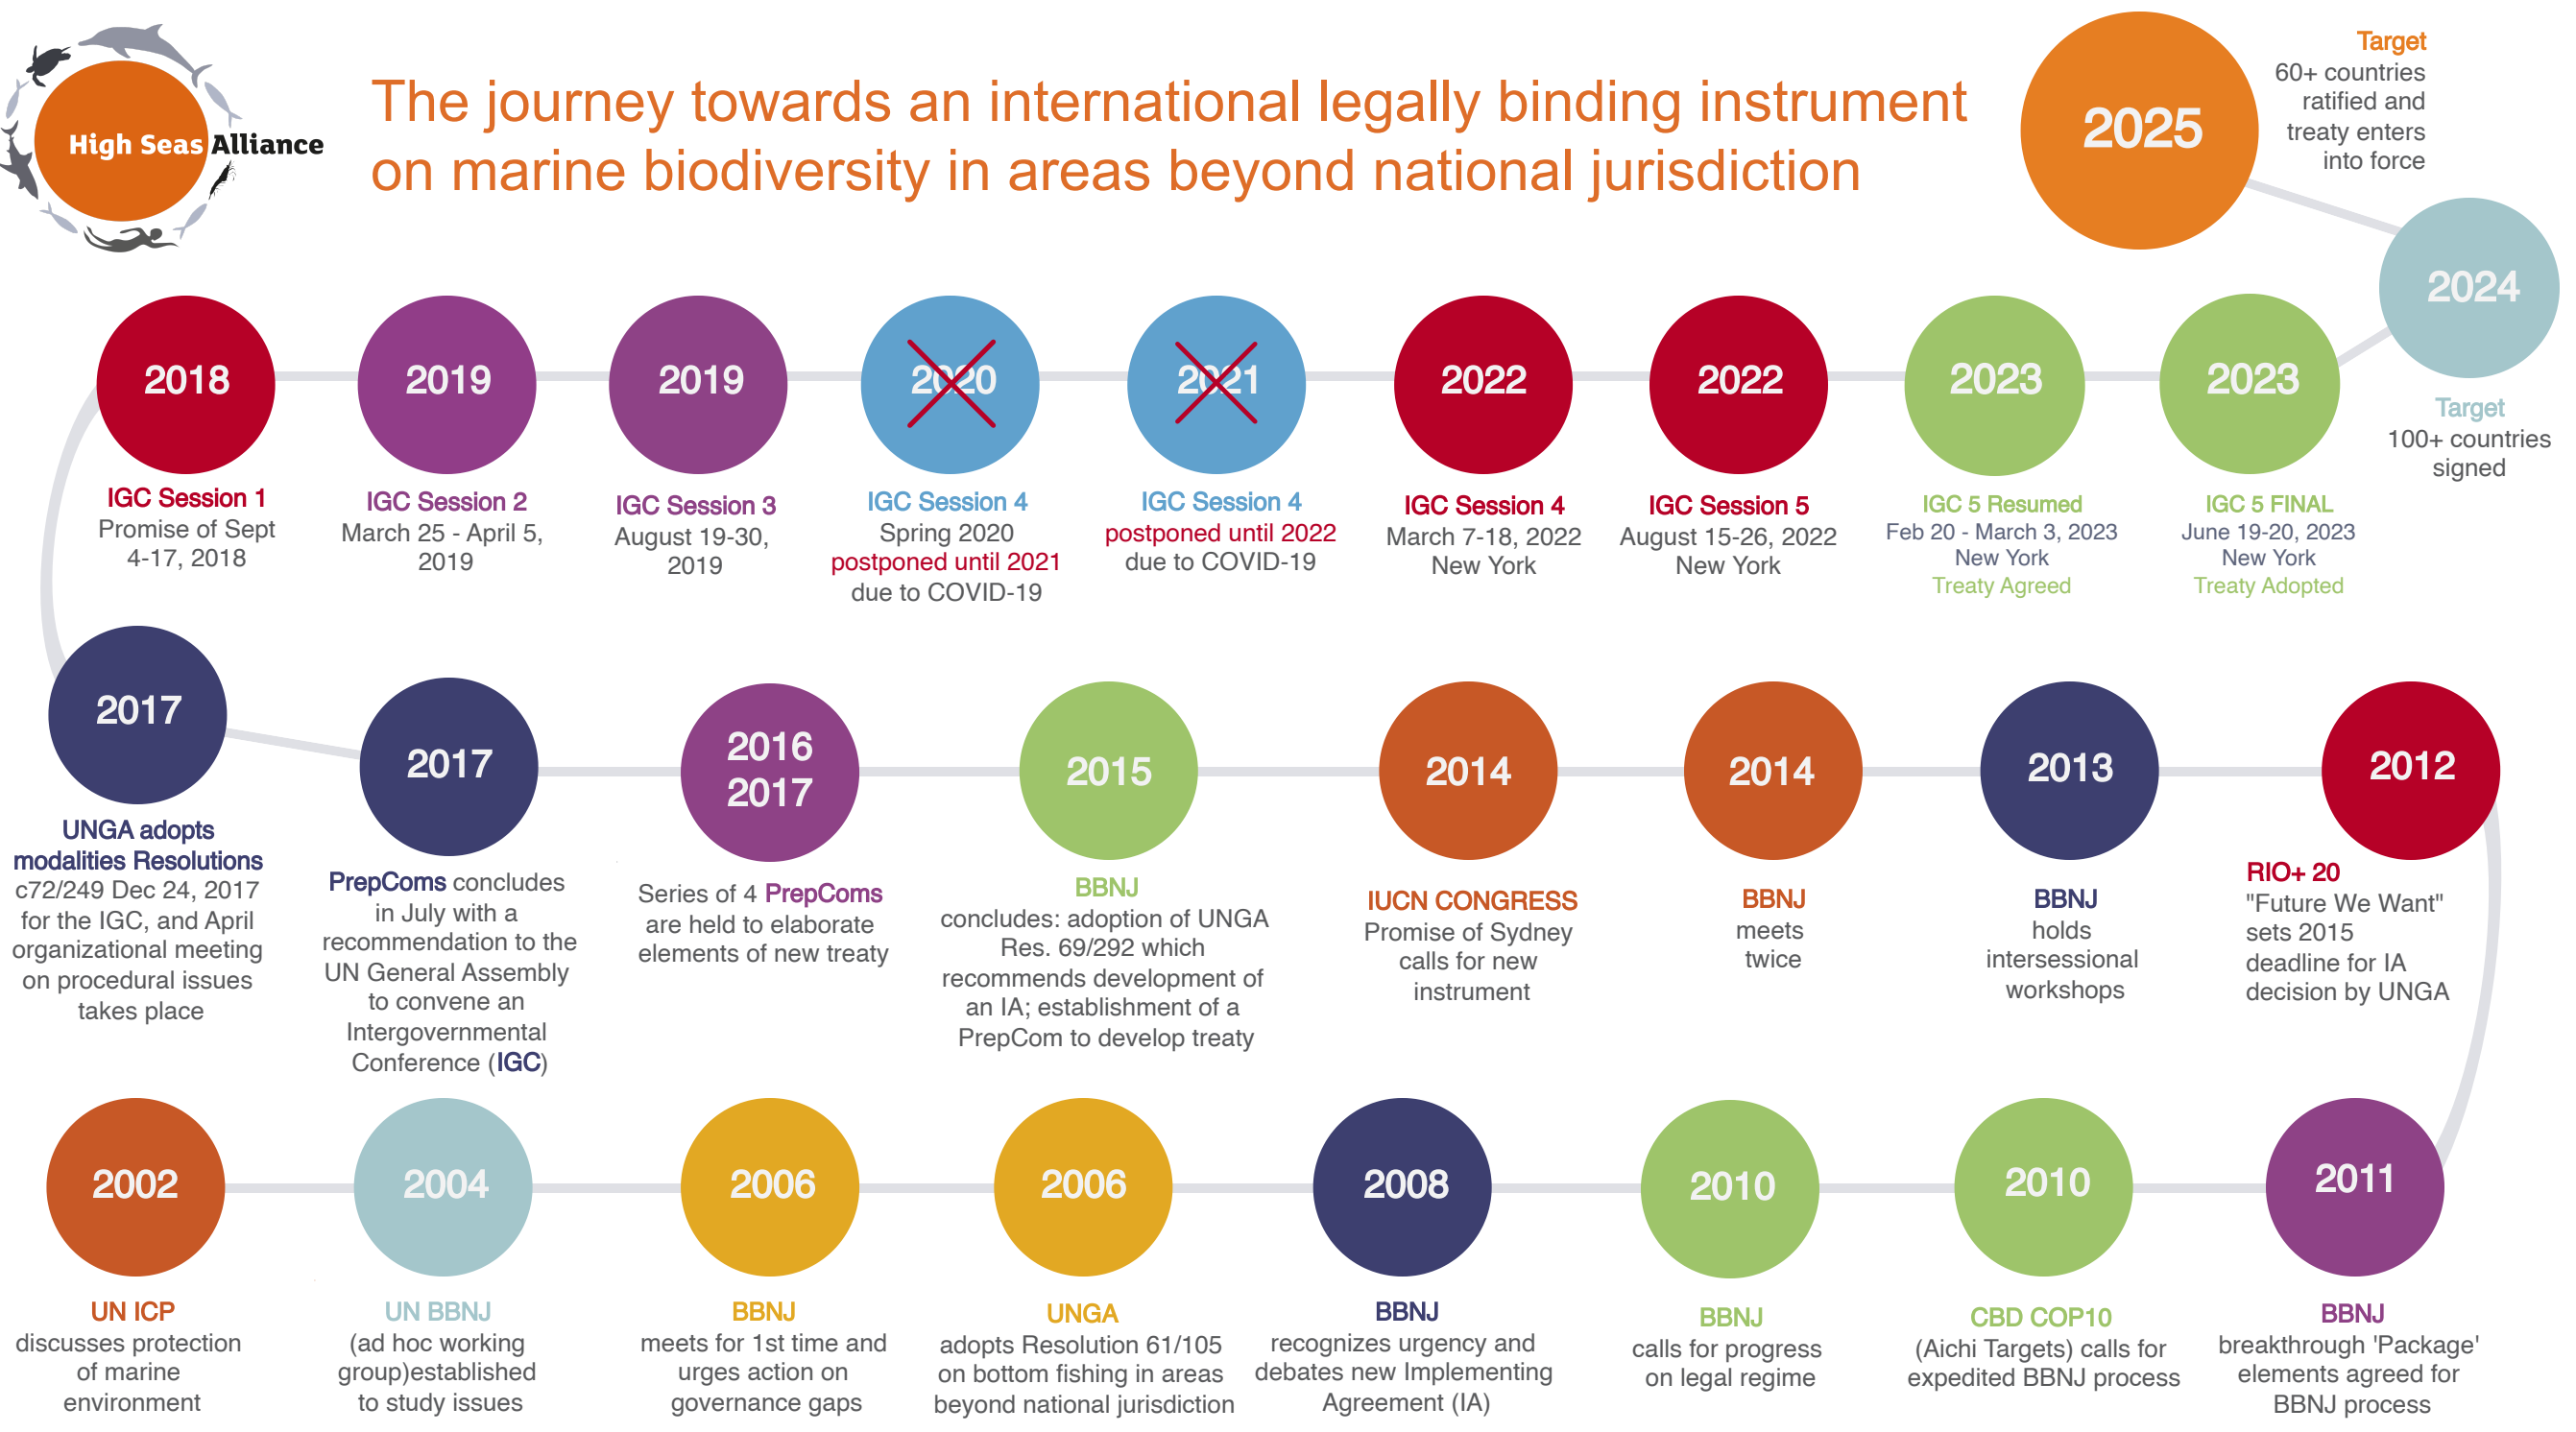 High Seas Alliance
The journey towards an international legally binding instrument
on marine biodiversity in areas beyond national jurisdiction
2025
Target
60+ countries
ratified and
treaty enters
into force
2024
Target
100+ countries
signed
2018
IGC Session 1
Promise of Sept
4-17, 2018
2019
IGC Session 2
March 25 - April 5,
2019
2019
IGC Session 3
August 19-30,
2019
2020
IGC Session 4
Spring 2020
postponed until 2021
due to COVID-19
2021
IGC Session 4
postponed until 2022
due to COVID-19
2022
IGC Session 4
March 7-18, 2022
New York
2022
IGC Session 5
August 15-26, 2022
New York
2023
IGC 5 Resumed
Feb 20 - March 3, 2023
New York
Treaty Agreed
2023
IGC 5 FINAL
June 19-20, 2023
New York
Treaty Adopted
2017
UNGA adopts
modalities Resolutions
c72/249 Dec 24, 2017
for the IGC, and April
organizational meeting
on procedural issues
takes place
2017
PrepComs concludes
in July with a
recommendation to the
UN General Assembly
to convene an
Intergovernmental
Conference (IGC)
2016
2017
Series of 4 PrepComs
are held to elaborate
elements of new treaty
2015
BBNJ
concludes: adoption of UNGA
Res. 69/292 which
recommends development of
an IA; establishment of a
PrepCom to develop treaty
2014
IUCN CONGRESS
Promise of Sydney
calls for new
instrument
2014
BBNJ
meets
twice
2013
BBNJ
holds
intersessional
workshops
2012
RIO+ 20
"Future We Want"
sets 2015
deadline for IA
decision by UNGA
2002
UN ICP
discusses protection
of marine
environment
2004
UN BBNJ
(ad hoc working
group)established
to study issues
2006
BBNJ
meets for 1st time and
urges action on
governance gaps
2006
UNGA
adopts Resolution 61/105
on bottom fishing in areas
beyond national jurisdiction
2008
BBNJ
recognizes urgency and
debates new Implementing
Agreement (IA)
2010
BBNJ
calls for progress
on legal regime
2010
CBD COP10
(Aichi Targets) calls for
expedited BBNJ process
2011
BBNJ
breakthrough 'Package'
elements agreed for
BBNJ process